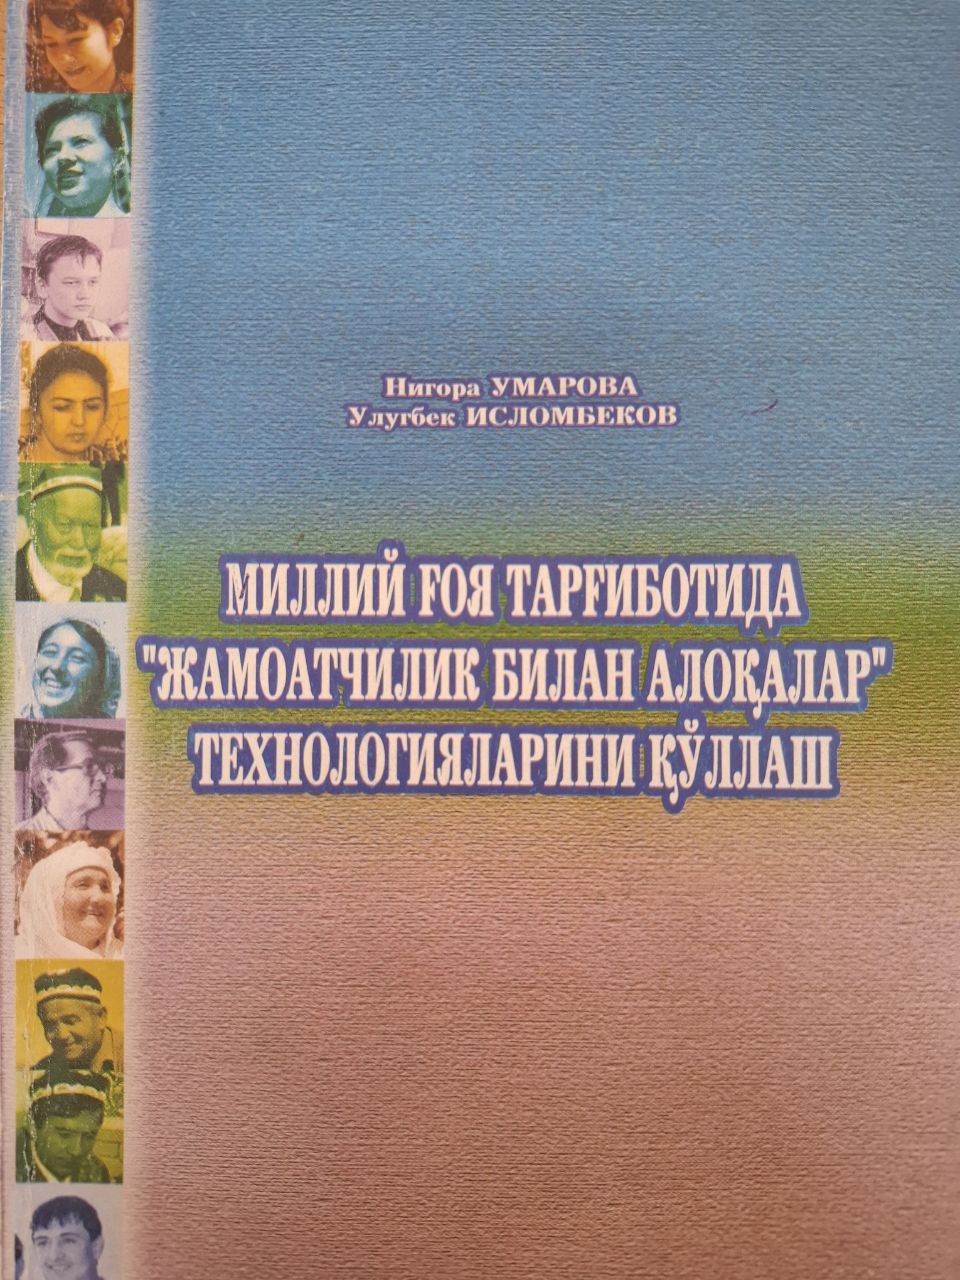 Нигора УМАРОВА
Улугбек ИСЛОМБЕКОВ
МИЛЛИЙ ҒОЯ ТАРҒИБОТИДА
"ЖАМОАТЧИЛИК БИЛАН АЛОҚАЛАР"
ТЕХНОЛОГИЯЛАРИНИ ҚЎЛЛАШ